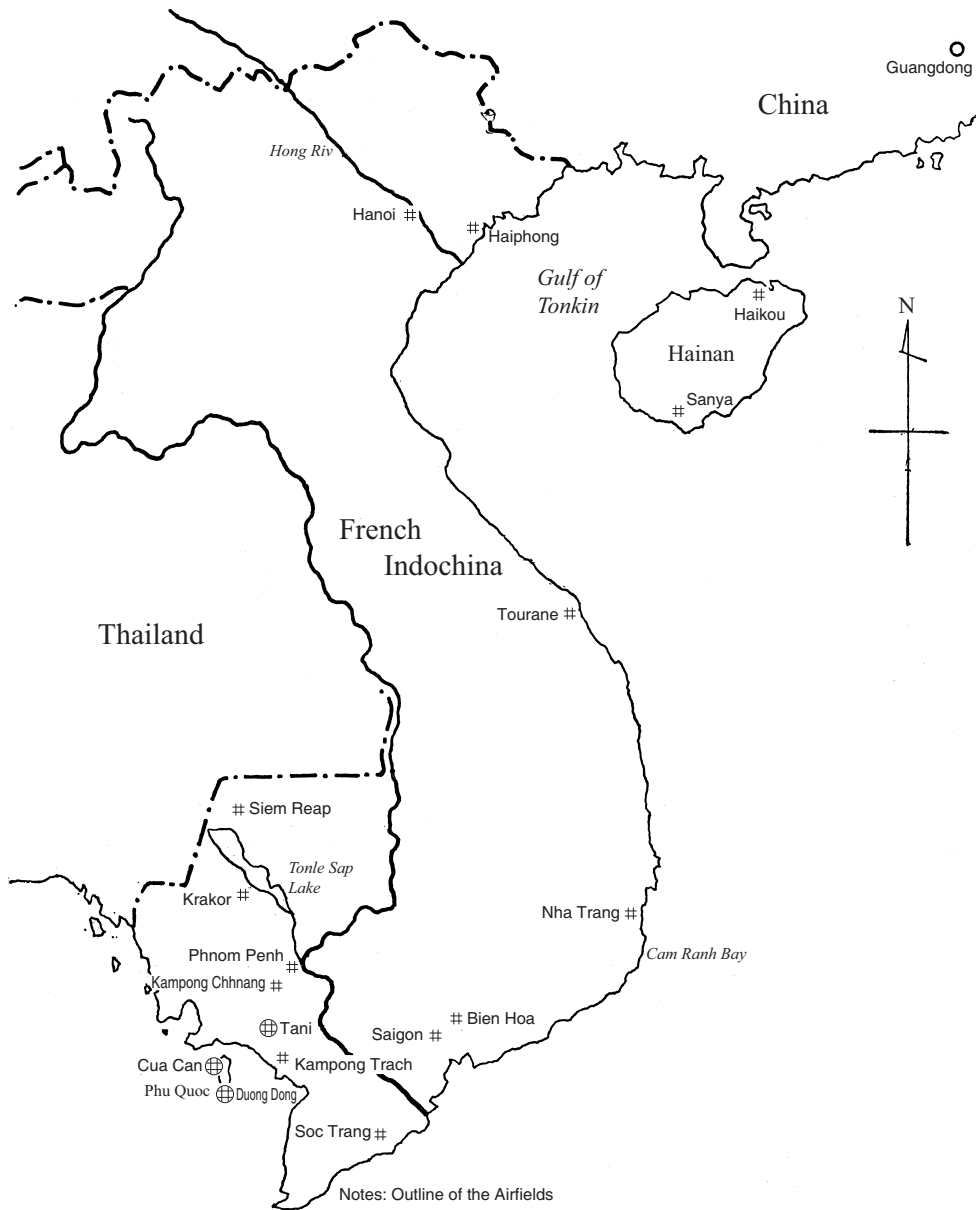 Guangdong
China
Hong Riv
Hanoi
Haiphong
Gulf of
Tonkin
Haikou
Hainan
Sanya
N
French
Indochina
Tourane
Thailand
Siem Reap
Tonle Sap
Lake
Krakor
Nha Trang
Phnom Penh
Cam Ranh Bay
Kampong Chhnang
Tani
Bien Hoa
Saigon
Cua Can
Kampong Trach
Phu Quoc
Duong Dong
Soc Trang
Notes: Outline of the Airfields